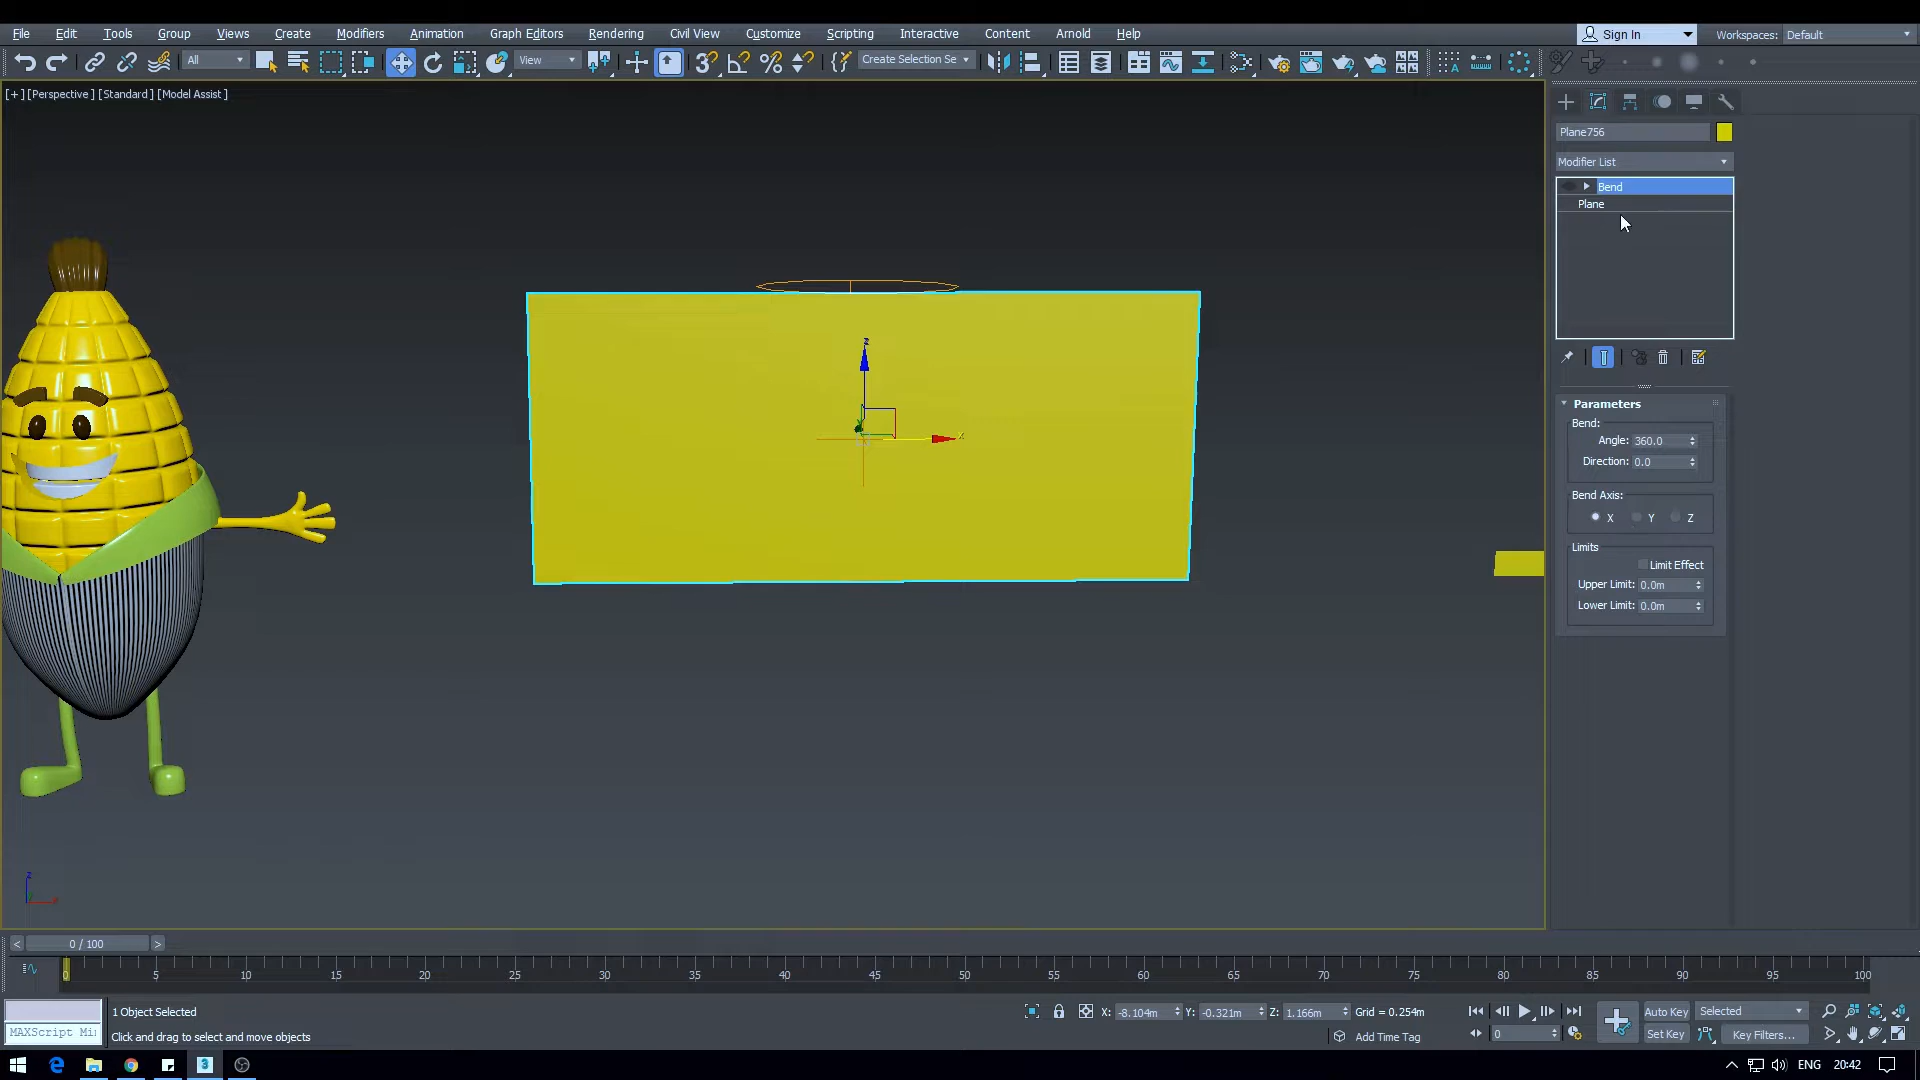 File Edit Tools Group Views Create Modifiers Animation Graph Editors Rendering Civil View Customize Scripting Interactive Content Arnold Help Sign In Workspaces: Default
All View Create Selection Se
[+] [Perspective ] [Standard ] [Model Assist ]
Plane756
Modifier List
Bend
Plane
Parameters
Bend:
Angle: 360.0
Direction: 0.0
Bend Axis:
X Y Z
Limits
Limit Effect
Upper Limit: 0.0m
Lower Limit: 0.0m
z
x
z
< 0 / 100 >
0 5 10 15 20 25 30 35 40 45 50 55 60 65 70 75 80 85 90 95 100
1 Object Selected X: -8.104m Y: -0.321m Z: 1.166m Grid = 0.254m Auto Key Selected
MAXScript Mi Click and drag to select and move objects Add Time Tag 0 Set Key Key Filters...
ENG 20:42